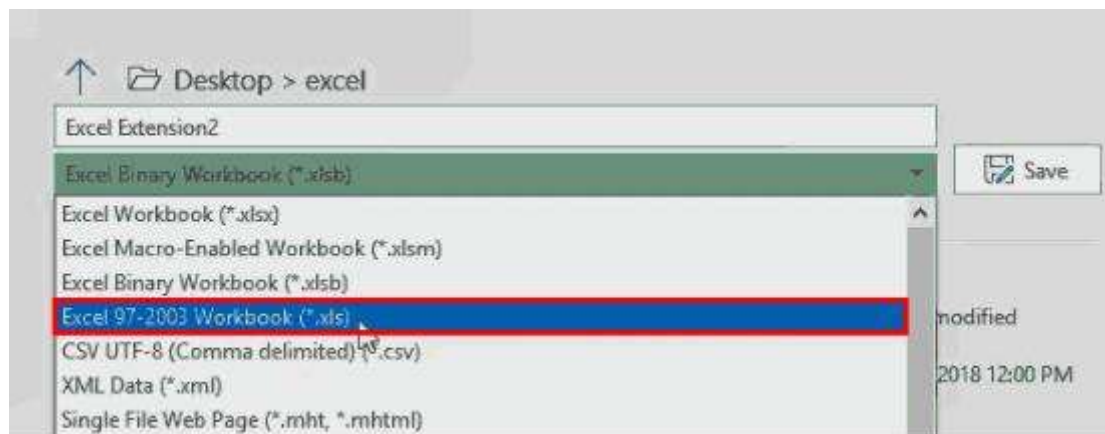 Desktop > excel
Excel Extension2
Excel Binary Workbook (*.xlsb)
Save
Excel Workbook (*.xlsx)
Excel Macro-Enabled Workbook (*.xlsm)
Excel Binary Workbook (*.xlsb)
Excel 97-2003 Workbook (*.xls)
modified
CSV UTF-8 (Comma delimited) (*.csv)
2018 12:00 PM
XML Data (*.xml)
Single File Web Page (*.mht, *.mhtml)